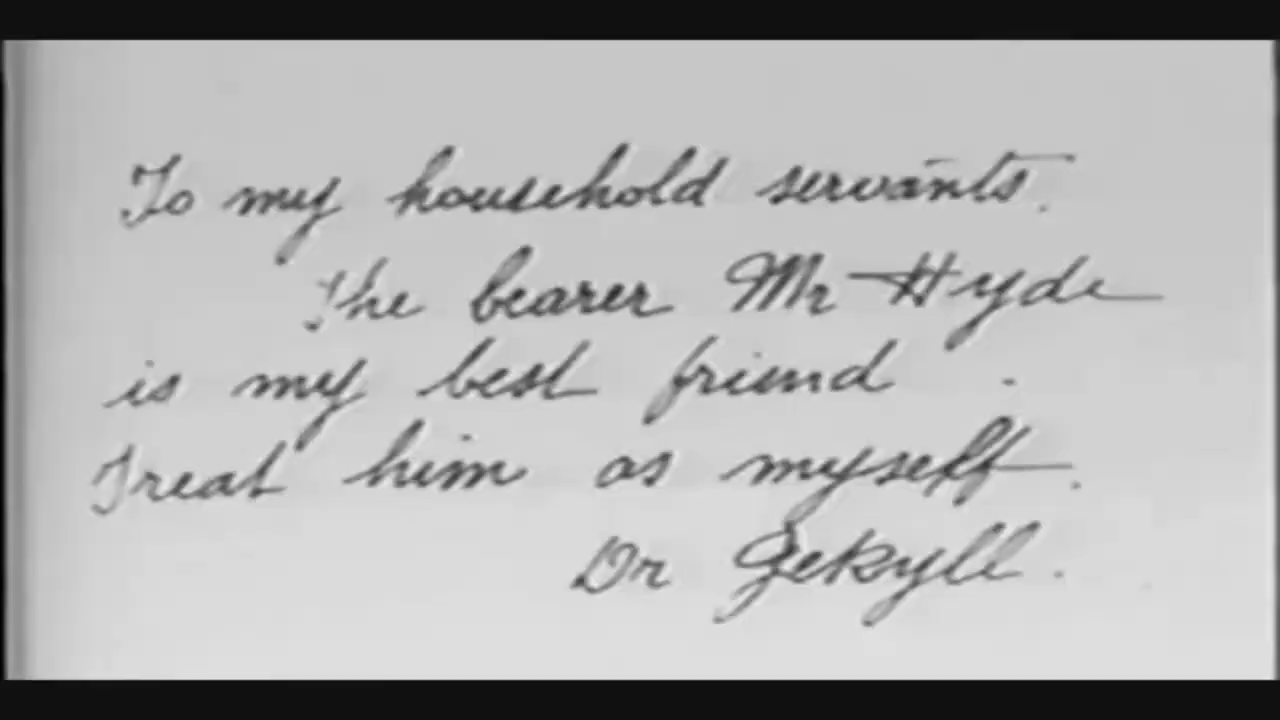 To my household servants.
The bearer Mr Hyde
is my best friend.
Treat him as myself.
Dr Jekyll.